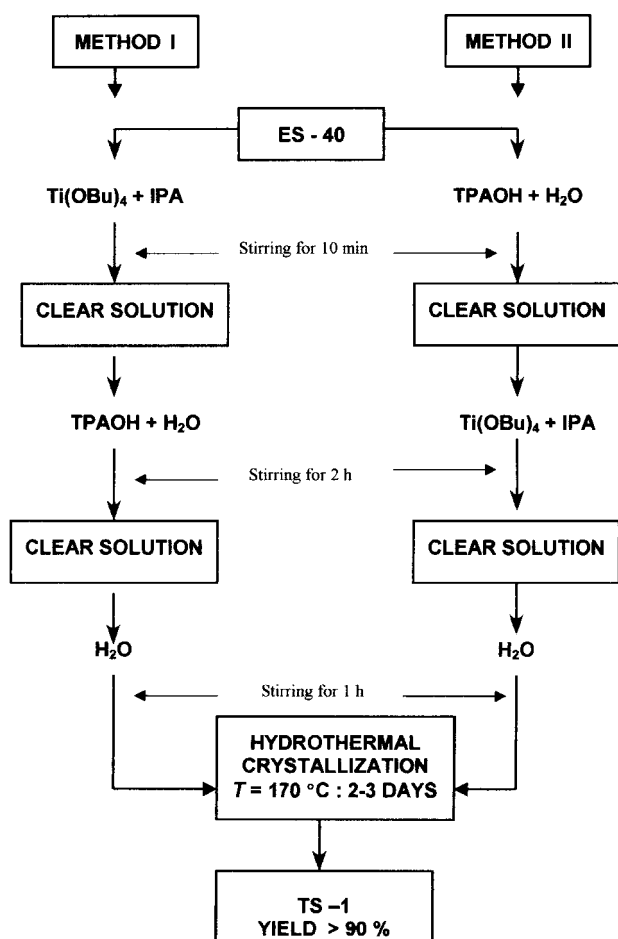 METHOD I
METHOD II
ES - 40
Ti(OBu)₄ + IPA
TPAOH + H₂O
Stirring for 10 min
CLEAR SOLUTION
CLEAR SOLUTION
TPAOH + H₂O
Ti(OBu)₄ + IPA
Stirring for 2 h
CLEAR SOLUTION
CLEAR SOLUTION
H₂O
H₂O
Stirring for 1 h
HYDROTHERMAL
CRYSTALLIZATION
T = 170 °C : 2-3 DAYS
TS –1
YIELD > 90 %